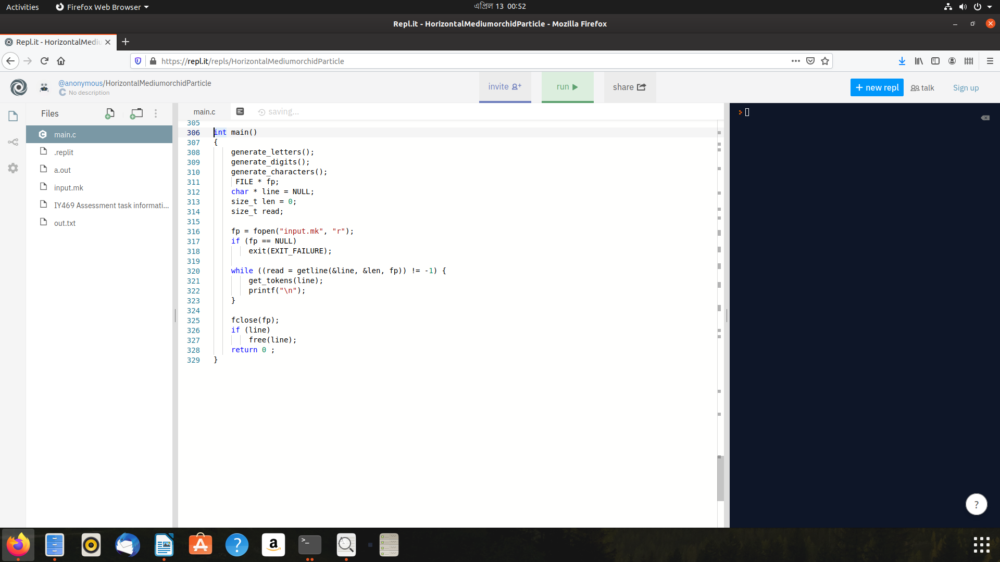 Activities
Firefox Web Browser
এপ্রিল 13 00:52
Repl.it - HorizontalMediumorchidParticle - Mozilla Firefox
Repl.it - HorizontalMediu
https://repl.it/repls/HorizontalMediumorchidParticle
@anonymous/HorizontalMediumorchidParticle
No description
invite
run
share
+ new repl
talk
Sign up
Files
main.c
.replit
a.out
input.mk
IY469 Assessment task informati...
out.txt
main.c
saving...
305
306 int main()
307 {
308 generate_letters();
309 generate_digits();
310 generate_characters();
311 FILE * fp;
312 char * line = NULL;
313 size_t len = 0;
314 size_t read;
315
316 fp = fopen("input.mk", "r");
317 if (fp == NULL)
318 exit(EXIT_FAILURE);
319
320 while ((read = getline(&line, &len, fp)) != -1) {
321 get_tokens(line);
322 printf("\n");
323 }
324
325 fclose(fp);
326 if (line)
327 free(line);
328 return 0 ;
329 }
?